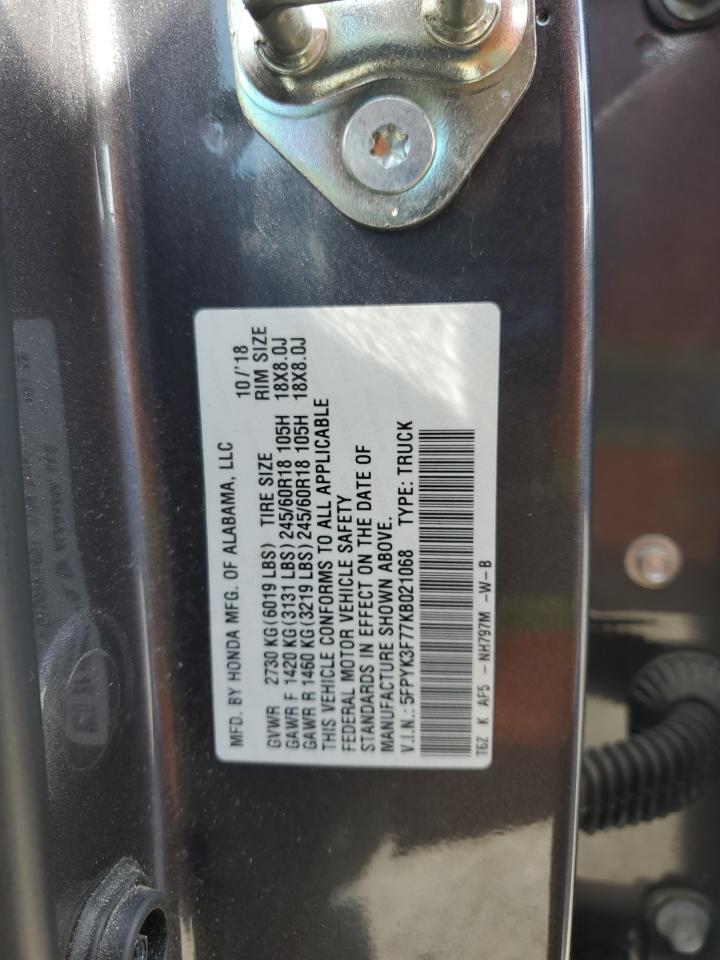 MFD. BY HONDA MFG. OF ALABAMA, LLC 10/'18
GVWR 2730 KG(6019 LBS) TIRE SIZE RIM SIZE
GAWR F 1420 KG(3131 LBS)245/60R18 105H 18X8.0J
GAWR R 1460 KG(3219 LBS)245/60R18 105H 18X8.0J
THIS VEHICLE CONFORMS TO ALL APPLICABLE
FEDERAL MOTOR VEHICLE SAFETY
STANDARDS IN EFFECT ON THE DATE OF
MANUFACTURE SHOWN ABOVE.
V.I.N.:5FPYK3F77KB021068 TYPE: TRUCK
T6Z K AF5 - NH797M -W-B